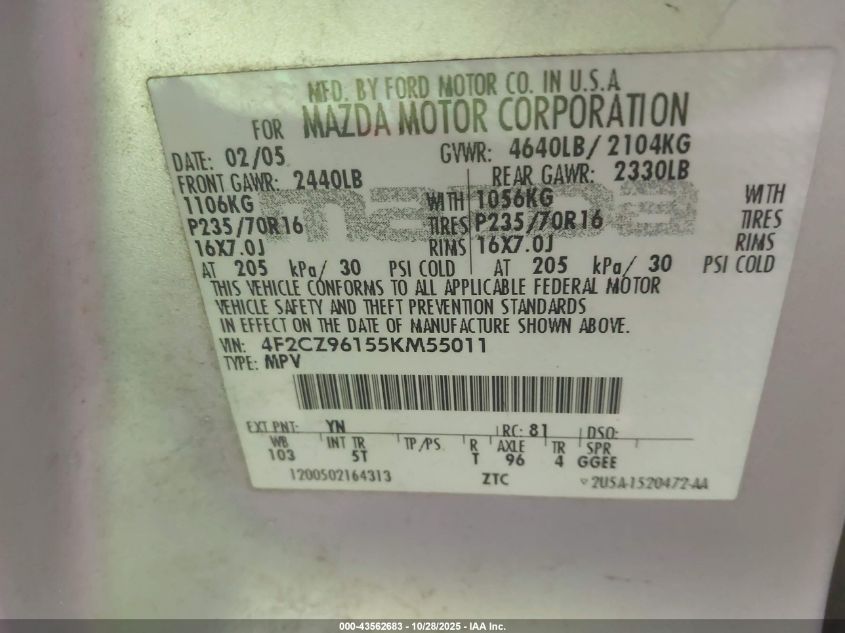 MFD. BY FORD MOTOR CO. IN U.S.A
FOR MAZDA MOTOR CORPORATION
DATE: 02/05 GVWR: 4640LB/ 2104KG
FRONT GAWR: 2440LB REAR GAWR: 2330LB
mazda
1106KG WITH 1056KG WITH
P235/70R16 TIRES P235/70R16 TIRES
16X7.0J RIMS 16X7.0J RIMS
AT 205 kPa/ 30 PSI COLD AT 205 kPa/ 30 PSI COLD
THIS VEHICLE CONFORMS TO ALL APPLICABLE FEDERAL MOTOR
VEHICLE SAFETY AND THEFT PREVENTION STANDARDS
IN EFFECT ON THE DATE OF MANUFACTURE SHOWN ABOVE.
VIN: 4F2CZ96155KM55011
TYPE: MPV
EXT PNT: YN RC: 81 DSO:
WB INT TR TP/PS R AXLE TR SPR
103 5T T 96 4 GGEE
1200502164313 ZTC 2U5A-1520472-AA
000-43562683 - 10/28/2025 - IAA Inc.